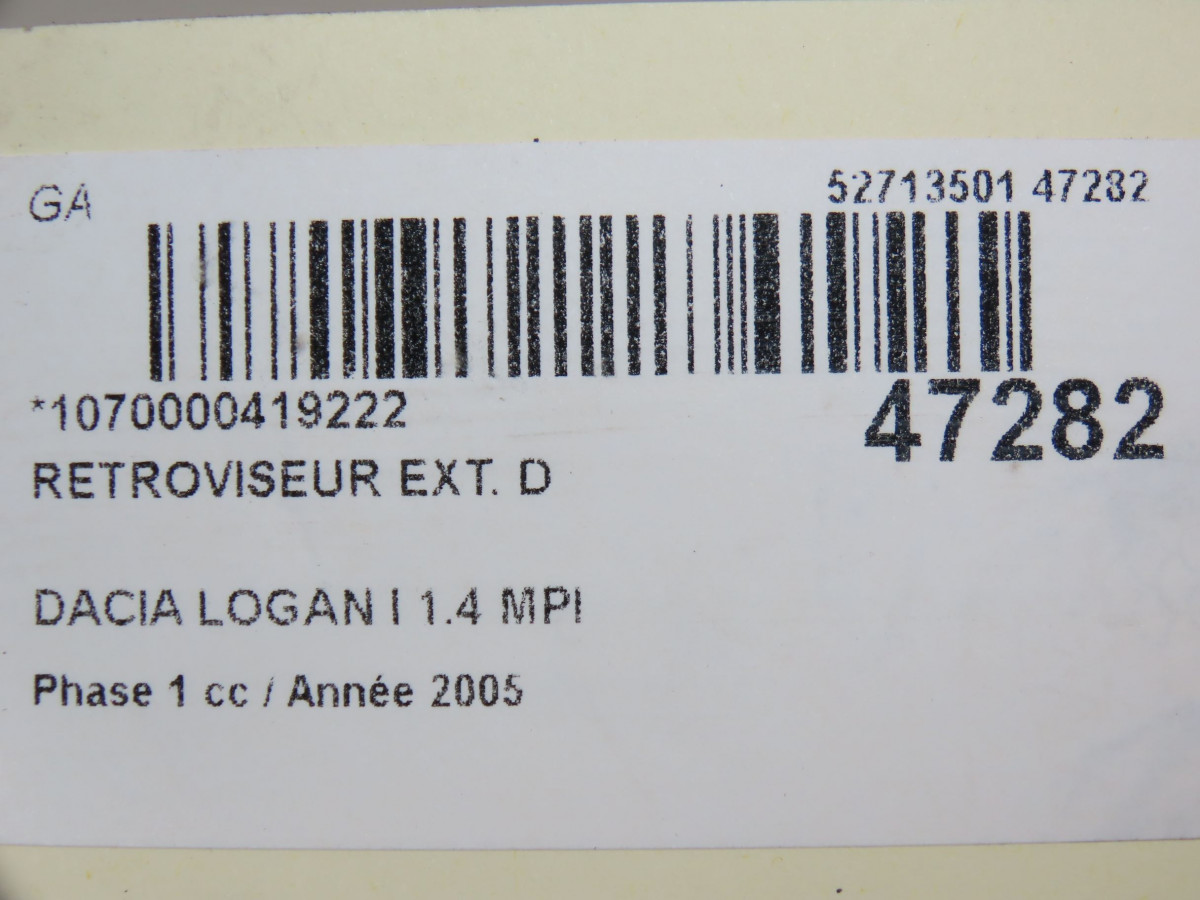 GA
52713501 47282
*1070000419222
47282
RETROVISEUR EXT. D
DACIA LOGAN I 1.4 MPI
Phase 1 cc / Année 2005